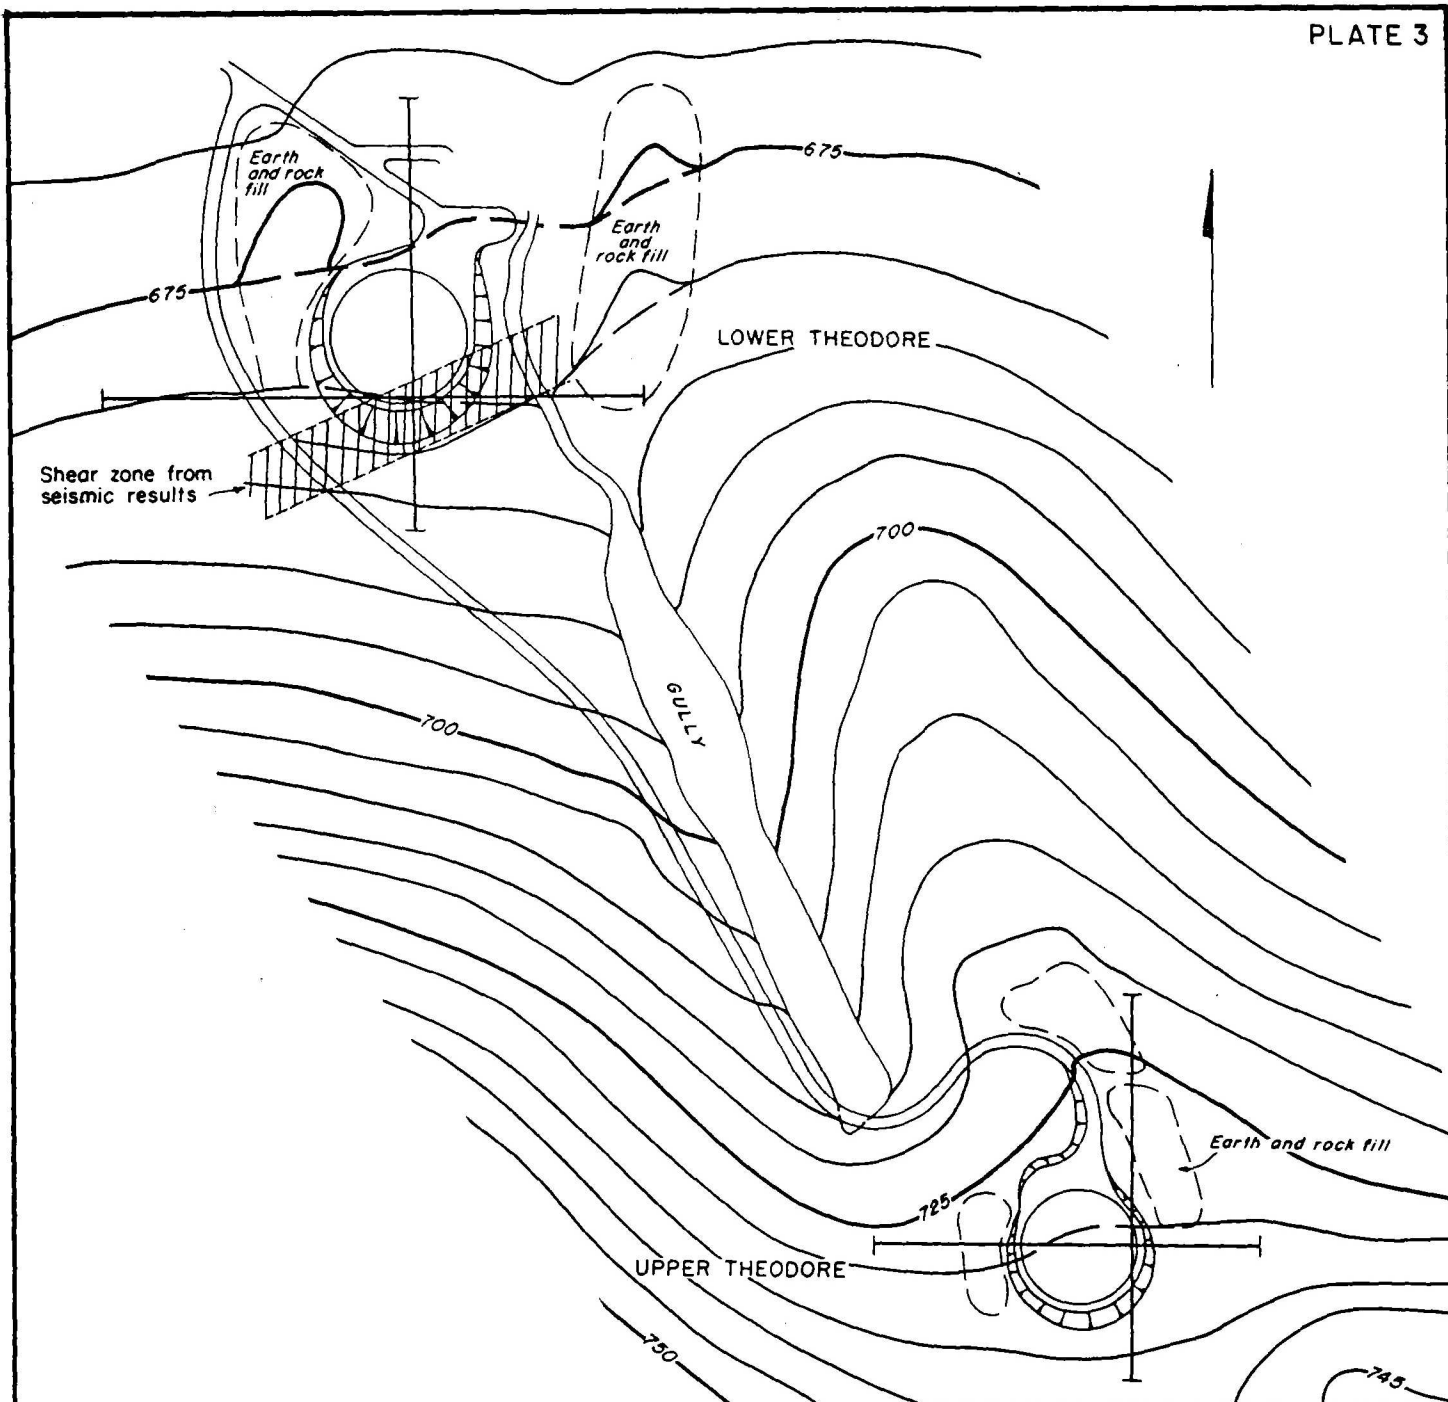 PLATE 3
Earth
and rock
fill
675
Earth
and
rock fill
675
LOWER THEODORE
Shear zone from
seismic results
700
GULLY
700
Earth and rock fill
725
UPPER THEODORE
750
745